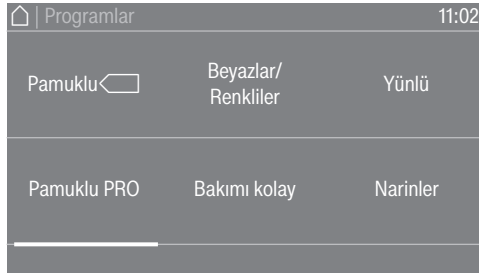 | Programlar 11:02
Pamuklu
Beyazlar/
Renkliler
Yünlü
Pamuklu PRO
Bakımı kolay
Narinler